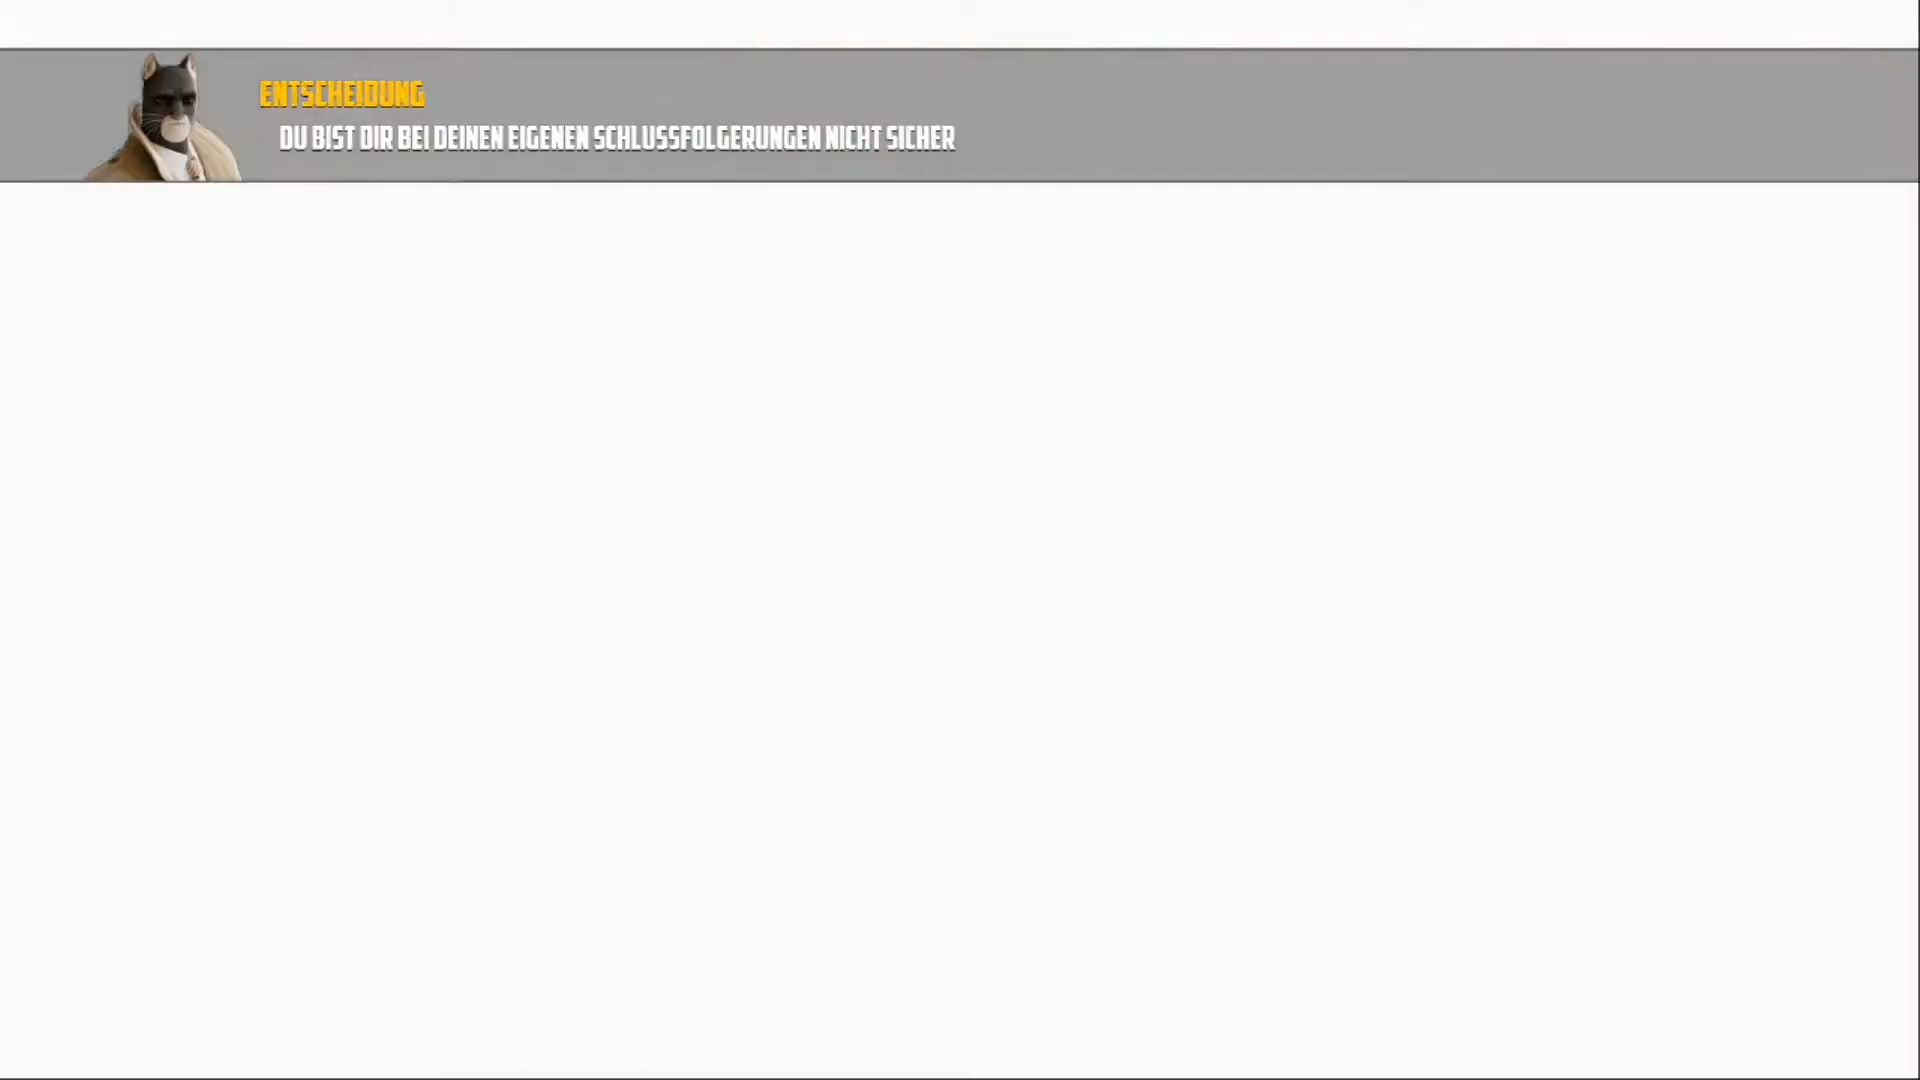 ENTSCHEIDUNG
DU BIST DIR BEI DEINEN EIGENEN SCHLUSSFOLGERUNGEN NICHT SICHER